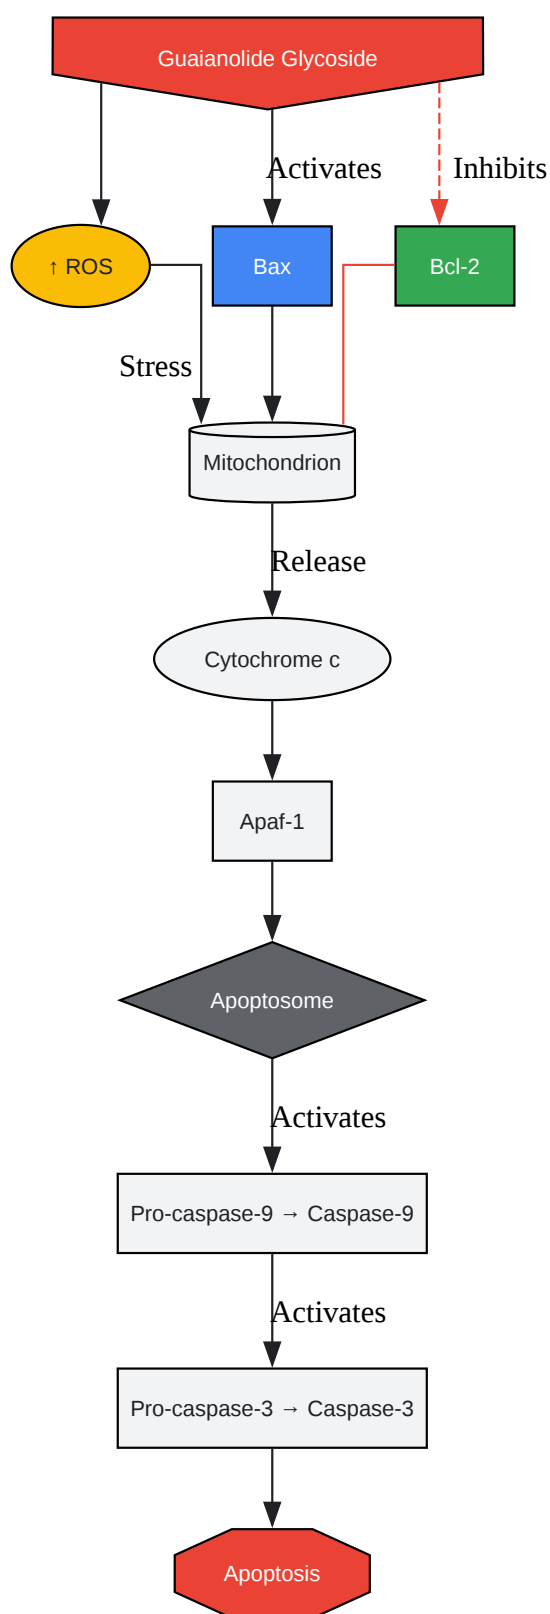 Guaianolide Glycoside
Activates
Inhibits
↑ ROS
Bax
Bcl-2
Stress
Mitochondrion
Release
Cytochrome c
Apaf-1
Apoptosome
Activates
Pro-caspase-9 → Caspase-9
Activates
Pro-caspase-3 → Caspase-3
Apoptosis